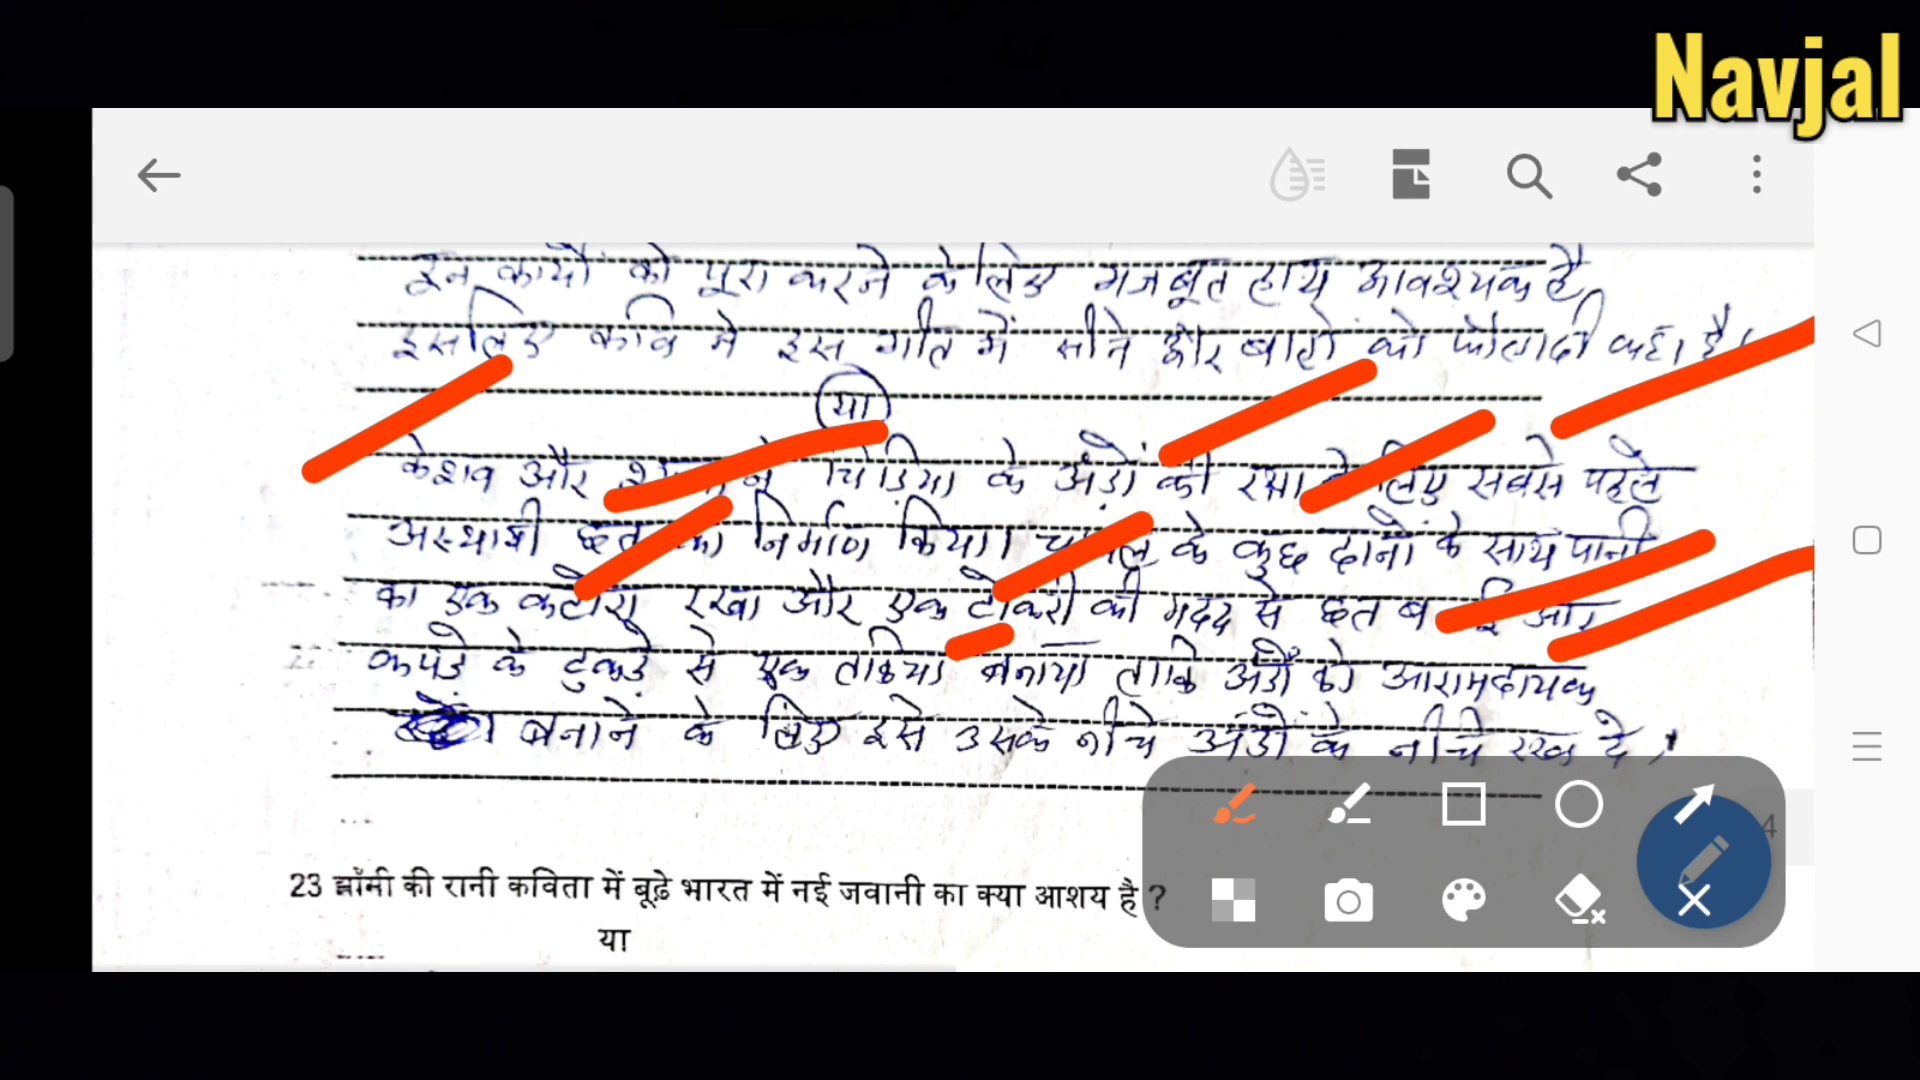 Navjal
इन कार्यों को पूरा करने के लिए मजबूत हाथ आवश्यक है
इसलिए कवि ने इस गीत में सीने और बाहों को फौलादी कहा है।
या
केशव और ने चिडिया के अंडों की रक्षा के लिए सबसे पहले
अस्थायी छत का निर्माण किया। के कुछ दानों के साथ पानी
का एक कटोरा रखा और एक टोकरी की मदद से छत और
कपडे के टुकडे से एक तकिया बनाया ताकि अंडों को आरामदायक
बनाने के लिए इसे उसके नीचे अंडों के नीचे रख दे।
4
23 झाँसी की रानी कविता में बूढ़े भारत में नई जवानी का क्या आशय है ?
या